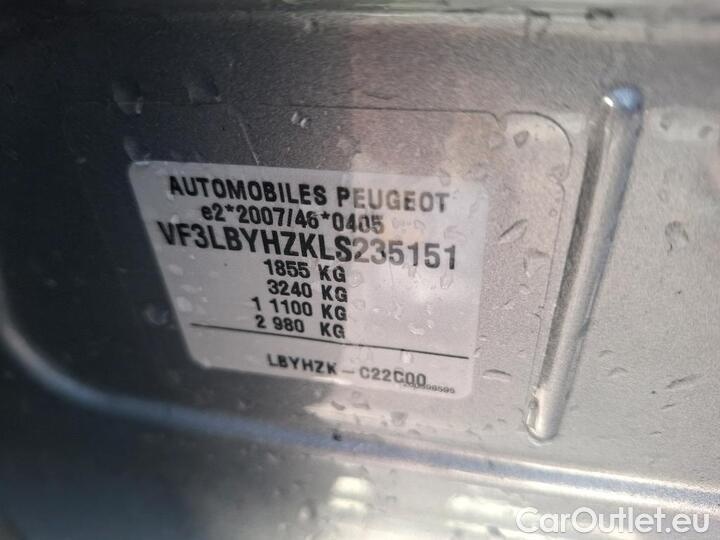 AUTOMOBILES PEUGEOT
e2*2007/46*0405
VF3LBYHZKLS235151
1855 KG
3240 KG
1 1100 KG
2 980 KG
LBYHZK - C22C00
CarOutlet.eu